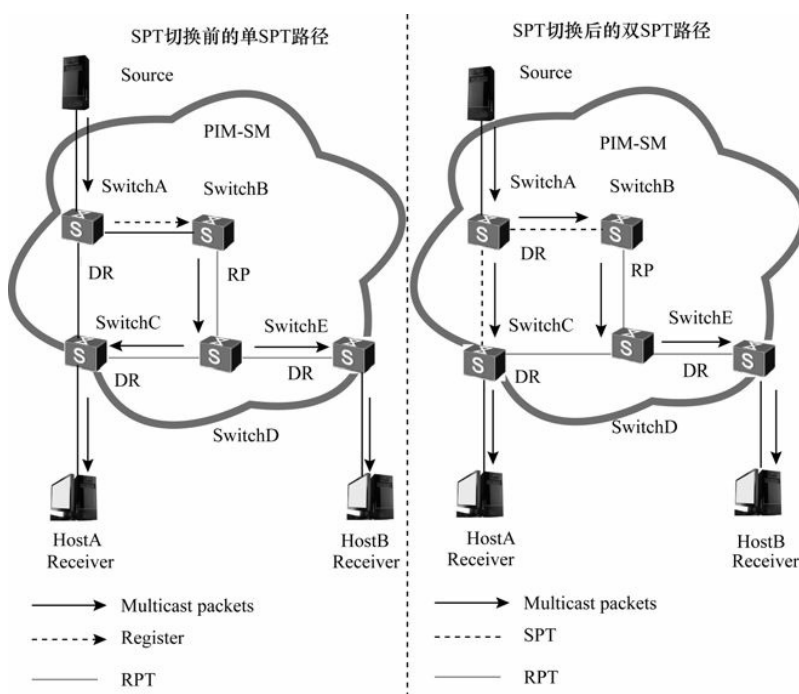 SPT切换前的单SPT路径
Source
PIM-SM
SwitchA
SwitchB
S
S
DR
RP
SwitchC
SwitchE
S
S
S
DR
DR
SwitchD
HostA
Receiver
HostB
Receiver
Multicast packets
Register
RPT
SPT切换后的双SPT路径
Source
PIM-SM
SwitchA
SwitchB
S
S
DR
RP
SwitchC
SwitchE
S
S
S
DR
DR
SwitchD
HostA
Receiver
HostB
Receiver
Multicast packets
SPT
RPT